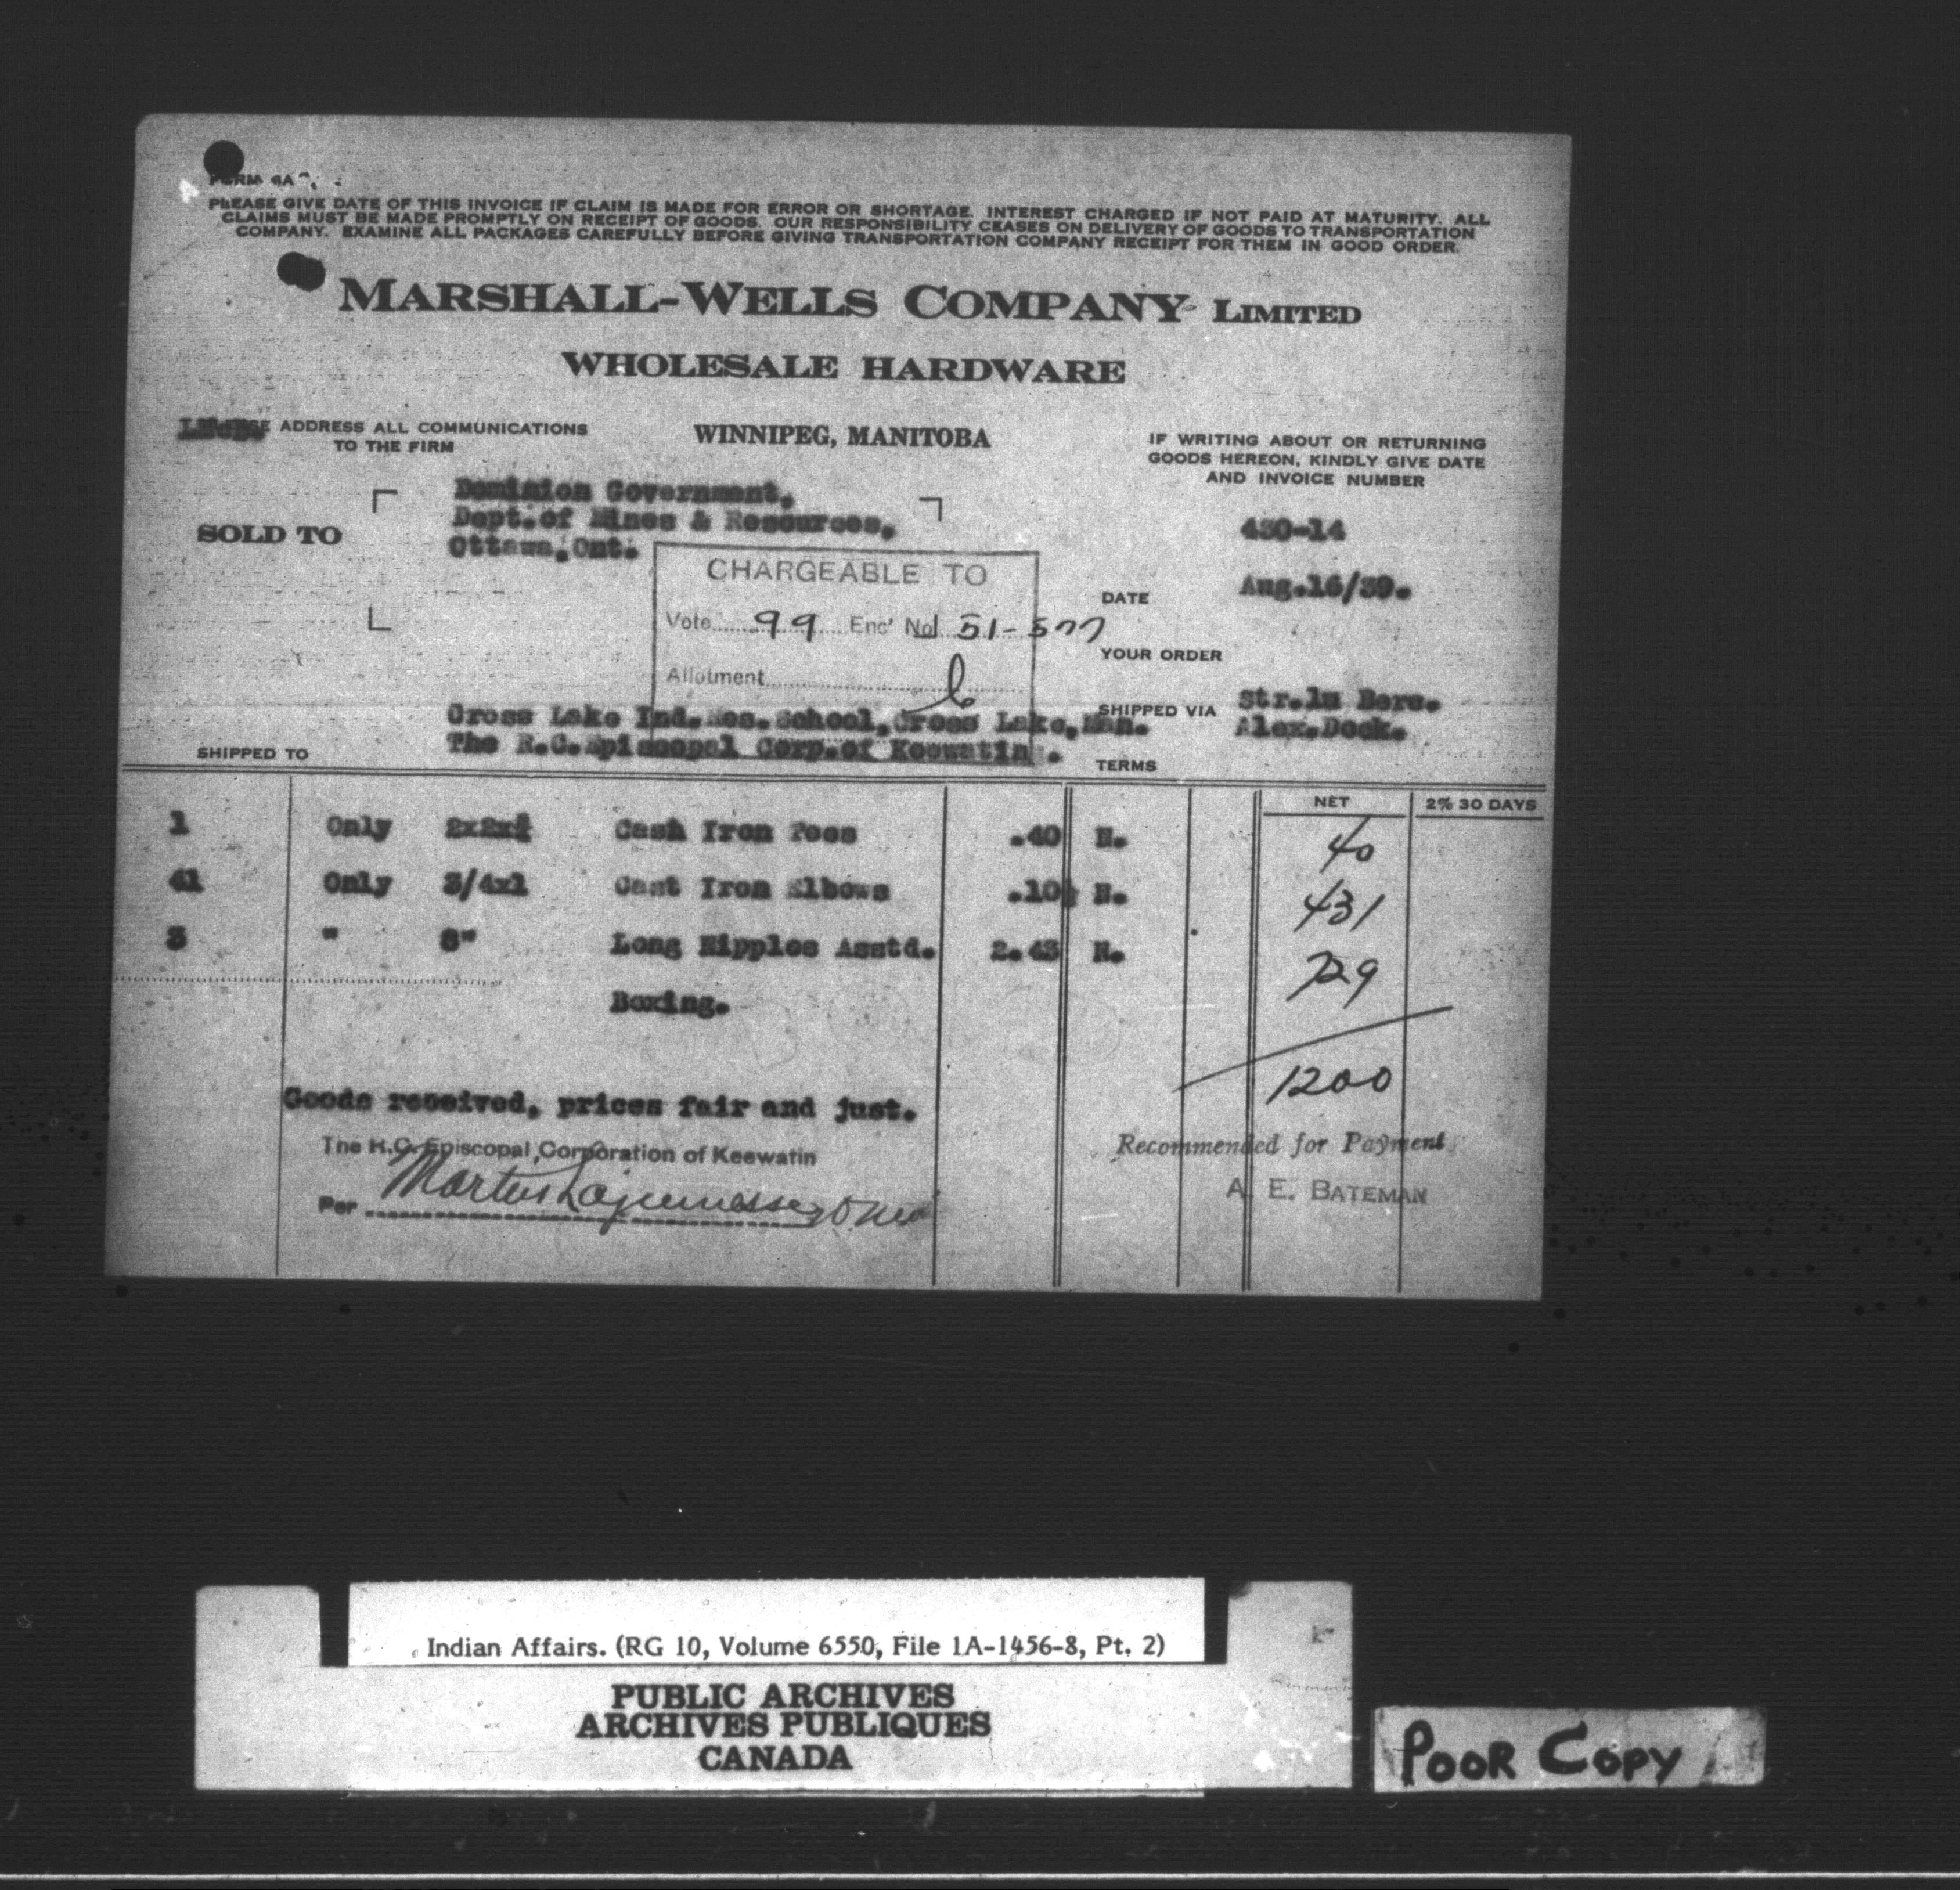 FORM 4A
PLEASE GIVE DATE OF THIS INVOICE IF CLAIM IS MADE FOR ERROR OR SHORTAGE. INTEREST CHARGED IF NOT PAID AT MATURITY. ALL
CLAIMS MUST BE MADE PROMPTLY ON RECEIPT OF GOODS. OUR RESPONSIBILITY CEASES ON DELIVERY OF GOODS TO TRANSPORTATION
COMPANY. EXAMINE ALL PACKAGES CAREFULLY BEFORE GIVING TRANSPORTATION COMPANY RECEIPT FOR THEM IN GOOD ORDER.
MARSHALL-WELLS COMPANY LIMITED
WHOLESALE HARDWARE
ADDRESS ALL COMMUNICATIONS
TO THE FIRM
WINNIPEG, MANITOBA
IF WRITING ABOUT OR RETURNING
GOODS HEREON, KINDLY GIVE DATE
AND INVOICE NUMBER
SOLD TO
Dominion Government,
Dept.of Mines & Resources,
Ottawa,Ont.
430-14
DATE Aug.16/39.
CHARGEABLE TO
Vote 99 Enc' No 51-577
Allotment
YOUR ORDER
SHIPPED VIA Str.
Alex.Dock.
SHIPPED TO
Cross Lake Ind.Res.School,Cross Lake,Man.
The R.C.Episcopal Corp.of Keewatin.
TERMS
NET 2% 30 DAYS
1 Only Cash Iron Tees .40 N. 40
41 Only 3/4x1 Cast Iron Elbows .10½ N. 431
3 " Long Nipples Asstd. 2.43 N. 729
Boxing.
1200
Goods received, prices fair and just.
The R.C. Episcopal Corporation of Keewatin
Per Martin Lajeunesse
Recommended for Payment
A. E. BATEMAN
Indian Affairs. (RG 10, Volume 6550, File 1A-1456-8, Pt. 2)
PUBLIC ARCHIVES
ARCHIVES PUBLIQUES
CANADA
POOR COPY